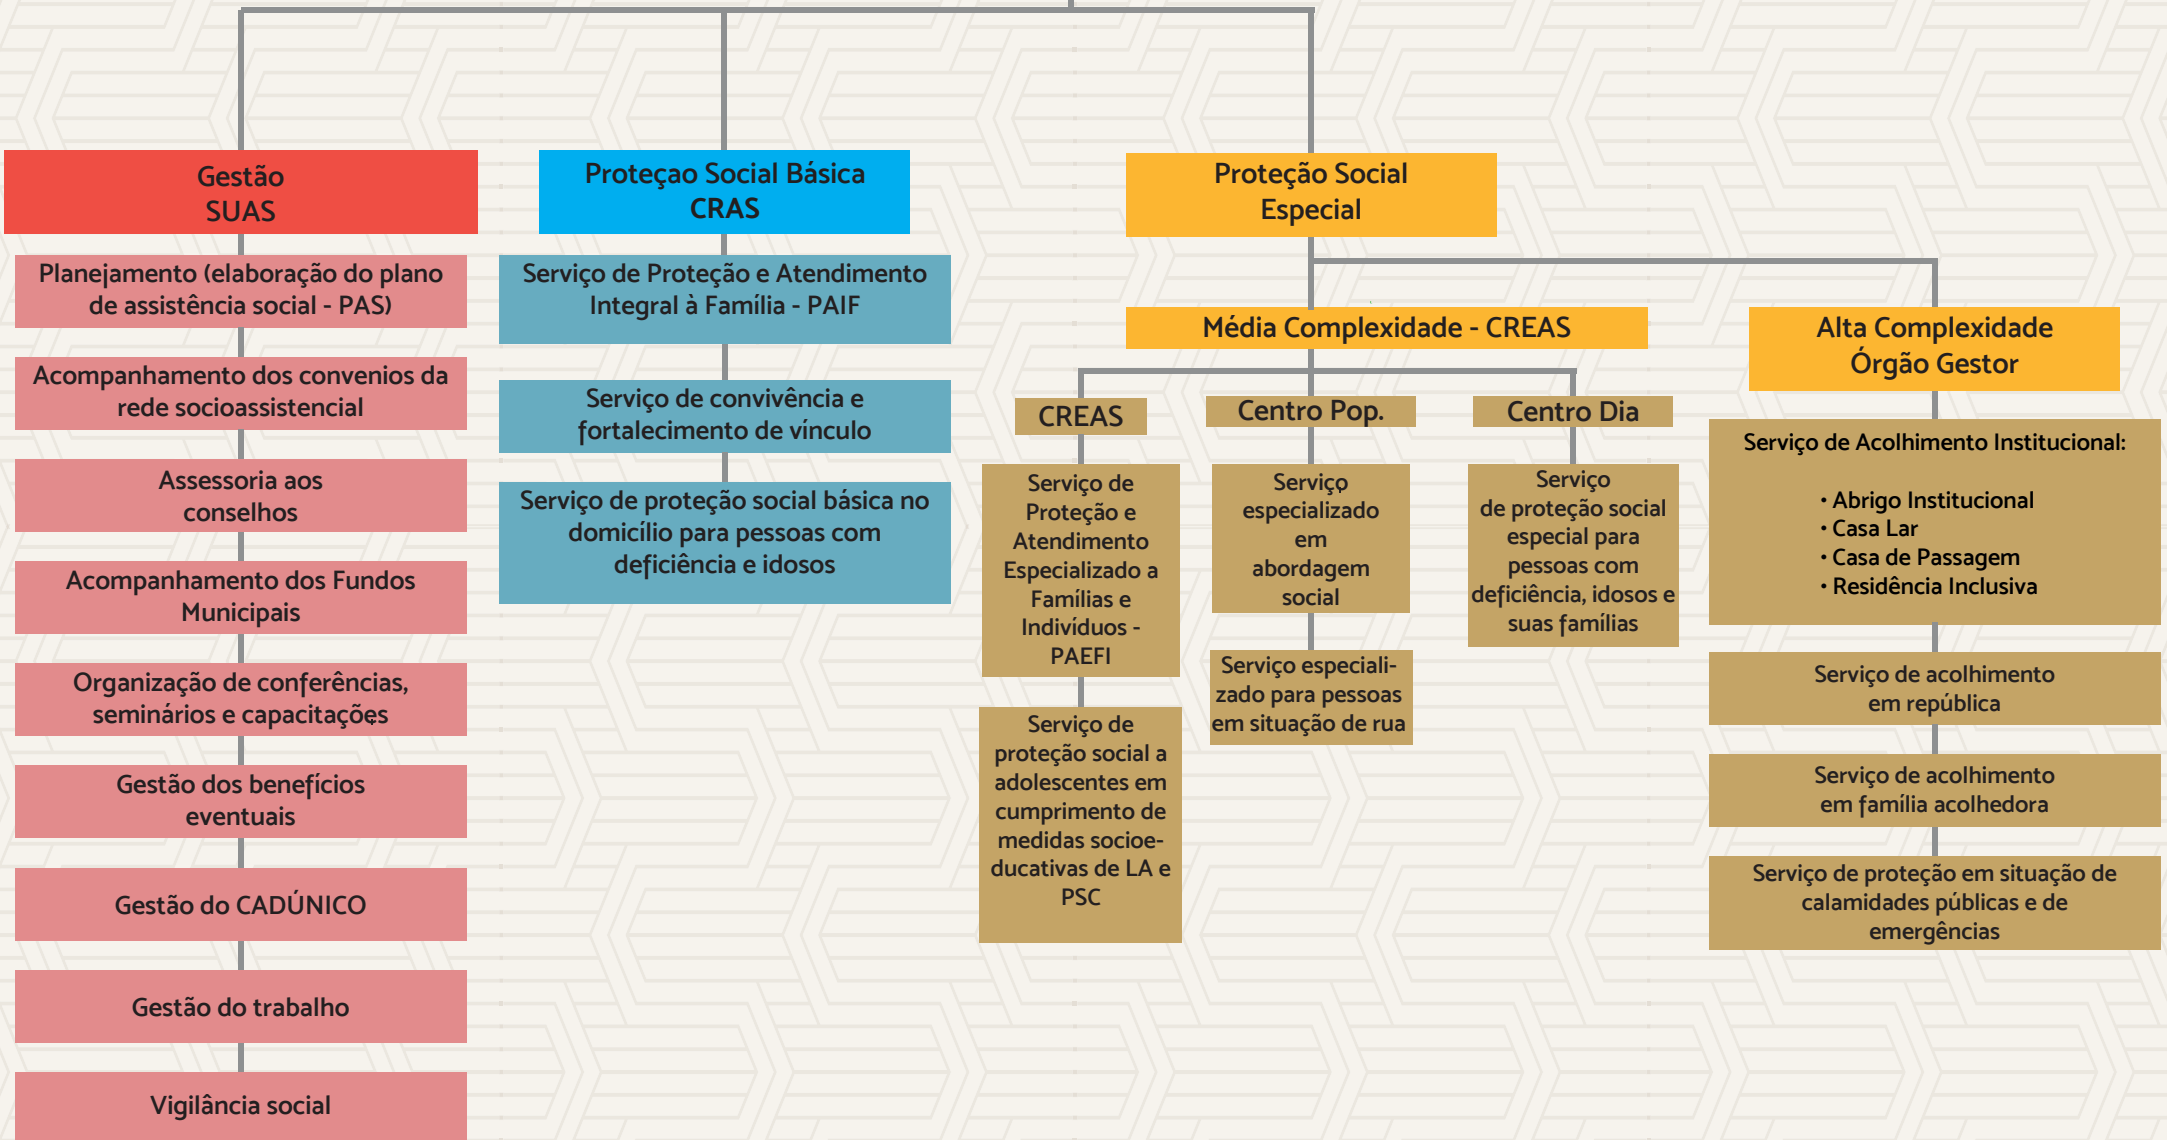 Gestão
SUAS
Planejamento (elaboração do plano
de assistência social - PAS)
Acompanhamento dos convenios da
rede socioassistencial
Assessoria aos
conselhos
Acompanhamento dos Fundos
Municipais
Organização de conferências,
seminários e capacitações
Gestão dos benefícios
eventuais
Gestão do CADÚNICO
Gestão do trabalho
Vigilância social
Proteçao Social Básica
CRAS
Serviço de Proteção e Atendimento
Integral à Família - PAIF
Serviço de convivência e
fortalecimento de vínculo
Serviço de proteção social básica no
domicílio para pessoas com
deficiência e idosos
Proteção Social
Especial
Média Complexidade - CREAS
CREAS
Serviço de
Proteção e
Atendimento
Especializado a
Famílias e
Indivíduos -
PAEFI
Serviço de
proteção social a
adolescentes em
cumprimento de
medidas socioe-
ducativas de LA e
PSC
Centro Pop.
Serviço
especializado
em
abordagem
social
Serviço especiali-
zado para pessoas
em situação de rua
Centro Dia
Serviço
de proteção social
especial para
pessoas com
deficiência, idosos e
suas famílias
Alta Complexidade
Órgão Gestor
Serviço de Acolhimento Institucional:
• Abrigo Institucional
• Casa Lar
• Casa de Passagem
• Residência Inclusiva
Serviço de acolhimento
em república
Serviço de acolhimento
em família acolhedora
Serviço de proteção em situação de
calamidades públicas e de
emergências